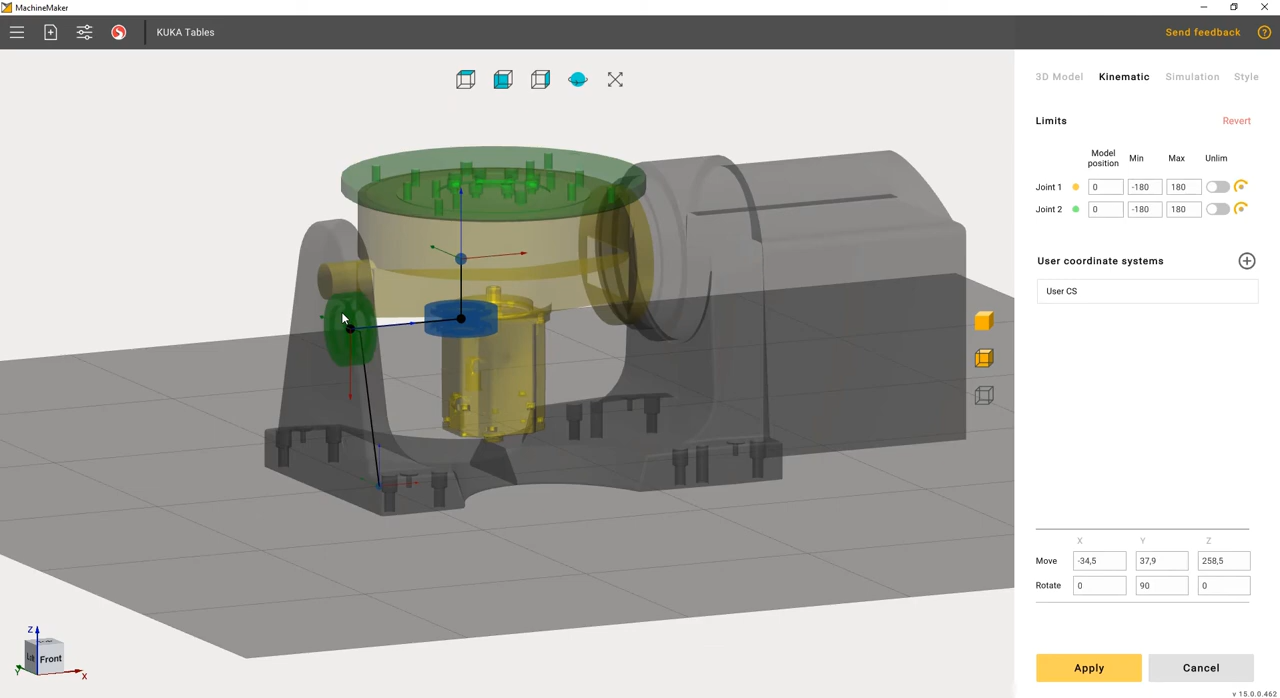 MachineMaker
KUKA Tables
Send feedback
?
3D Model Kinematic Simulation Style
Limits Revert
Model position Min Max Unlim
Joint 1 0 -180 180
Joint 2 0 -180 180
User coordinate systems
User CS
X Y Z
Move -34,5 37,9 258,5
Rotate 0 90 0
Apply Cancel
v 15.0.0.462
Z
Front
Y
X